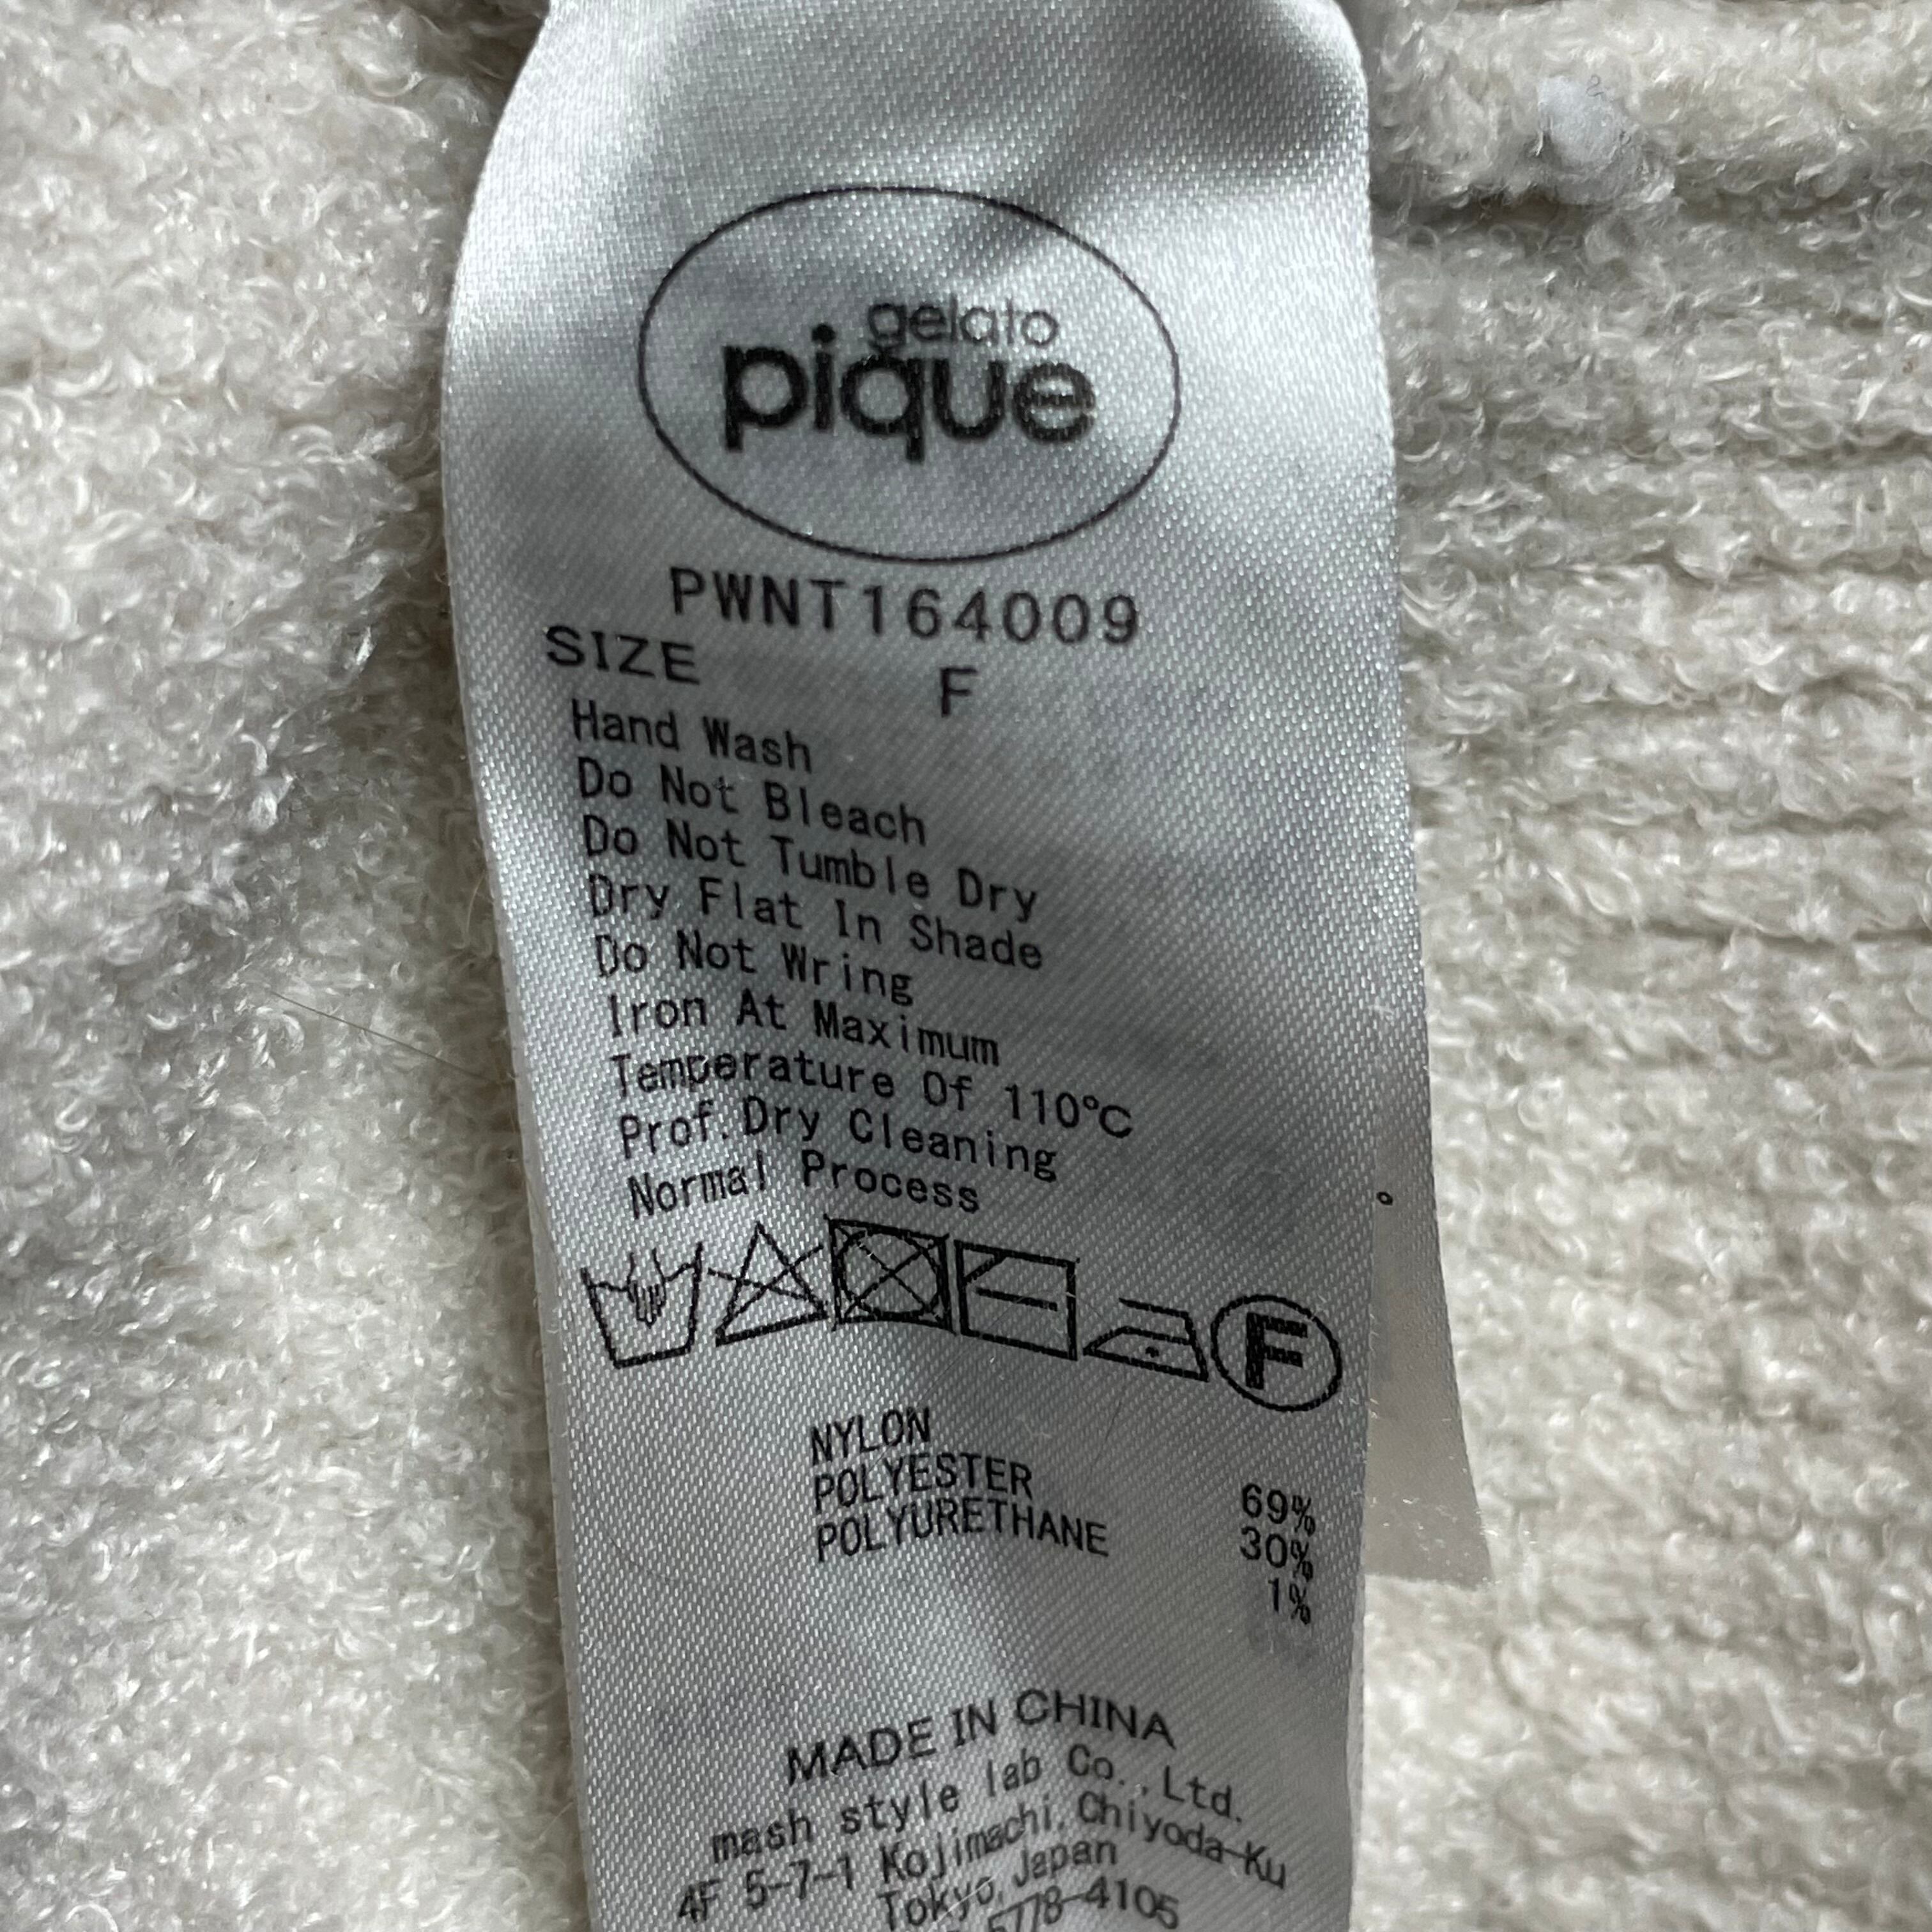 gelato
pique
PWNT164009
SIZE F
Hand Wash
Do Not Bleach
Do Not Tumble Dry
Dry Flat In Shade
Do Not Wring
Iron At Maximum
Temperature Of 110℃
Prof.Dry Cleaning
Normal Process
F
NYLON 69%
POLYESTER 30%
POLYURETHANE 1%
MADE IN CHINA
mash style lab Co.,Ltd.
4F 5-7-1 Kojimachi,Chiyoda-Ku
Tokyo,Japan
5778-4105